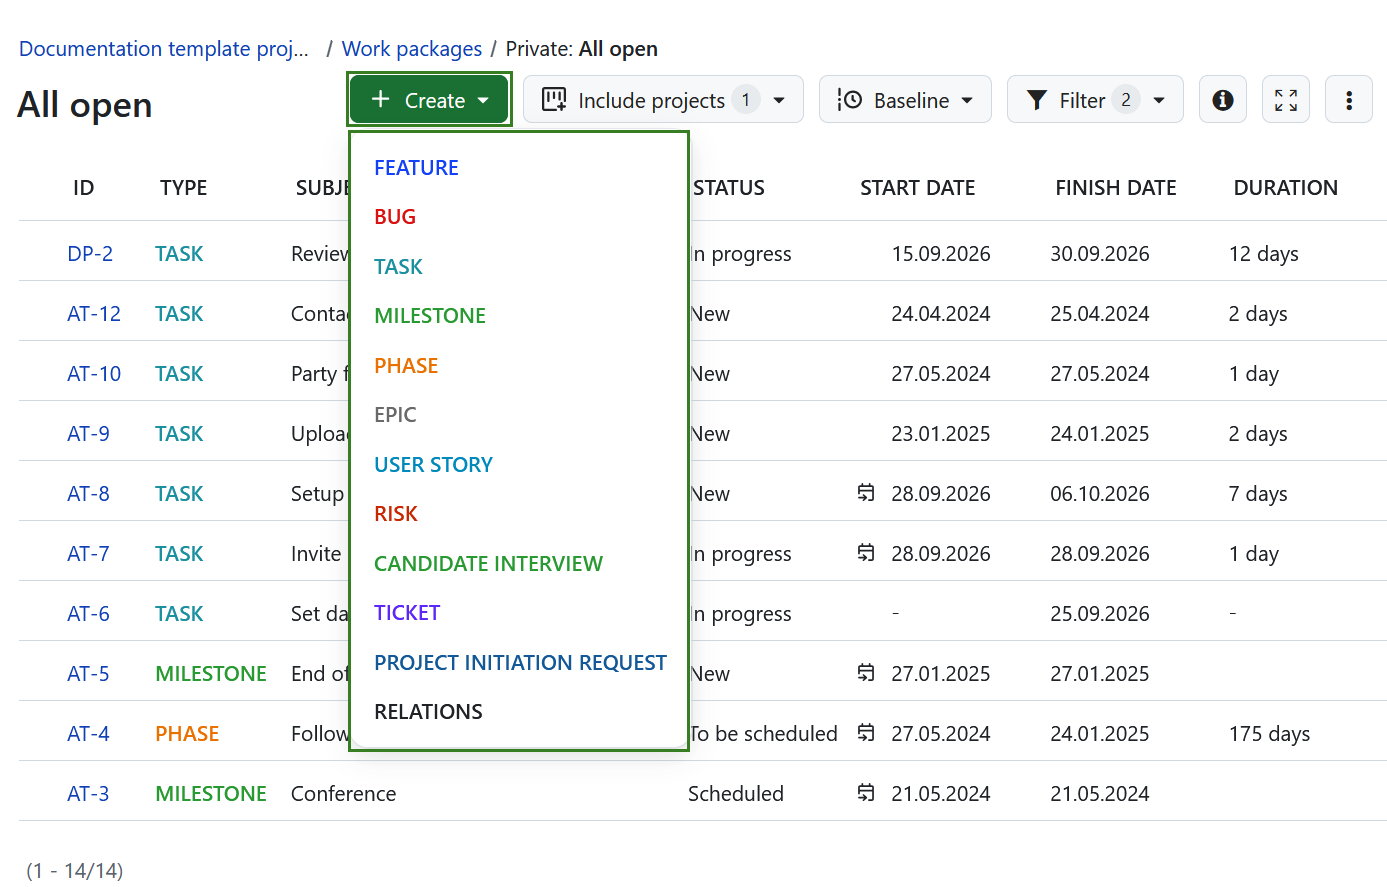 Documentation template proj... / Work packages / Private: All open
All open
Create
Include projects 1
Baseline
Filter 2
FEATURE
BUG
TASK
MILESTONE
PHASE
EPIC
USER STORY
RISK
CANDIDATE INTERVIEW
TICKET
PROJECT INITIATION REQUEST
RELATIONS
ID TYPE STATUS START DATE FINISH DATE DURATION
DP-2 TASK In progress 15.09.2026 30.09.2026 12 days
AT-12 TASK New 24.04.2024 25.04.2024 2 days
AT-10 TASK Party New 27.05.2024 27.05.2024 1 day
AT-9 TASK New 23.01.2025 24.01.2025 2 days
AT-8 TASK Setup New 28.09.2026 06.10.2026 7 days
AT-7 TASK Invite In progress 28.09.2026 28.09.2026 1 day
AT-6 TASK Set In progress - 25.09.2026 -
AT-5 MILESTONE End of New 27.01.2025 27.01.2025
AT-4 PHASE Follow To be scheduled 27.05.2024 24.01.2025 175 days
AT-3 MILESTONE Conference Scheduled 21.05.2024 21.05.2024
(1 - 14/14)